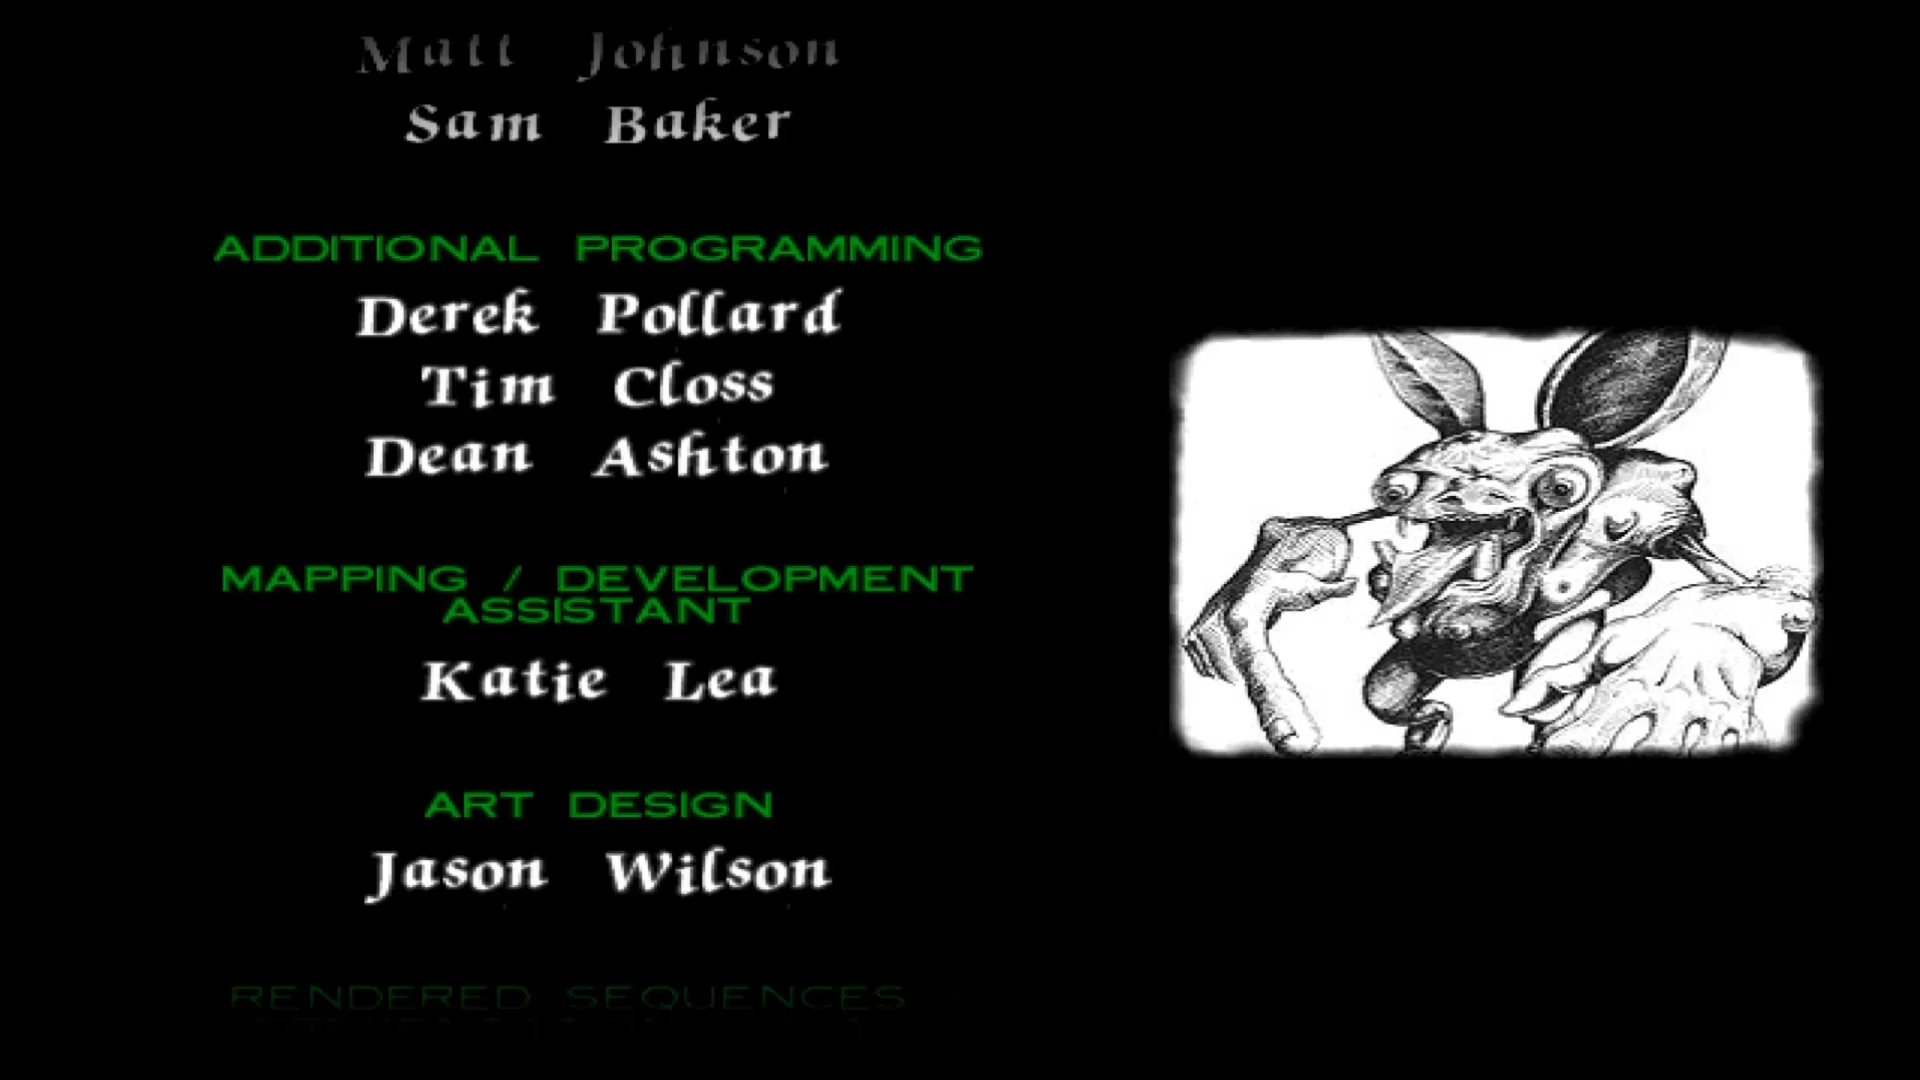 Matt Johnson
Sam Baker
ADDITIONAL PROGRAMMING
Derek Pollard
Tim Closs
Dean Ashton
MAPPING / DEVELOPMENT
ASSISTANT
Katie Lea
ART DESIGN
Jason Wilson
RENDERED SEQUENCES